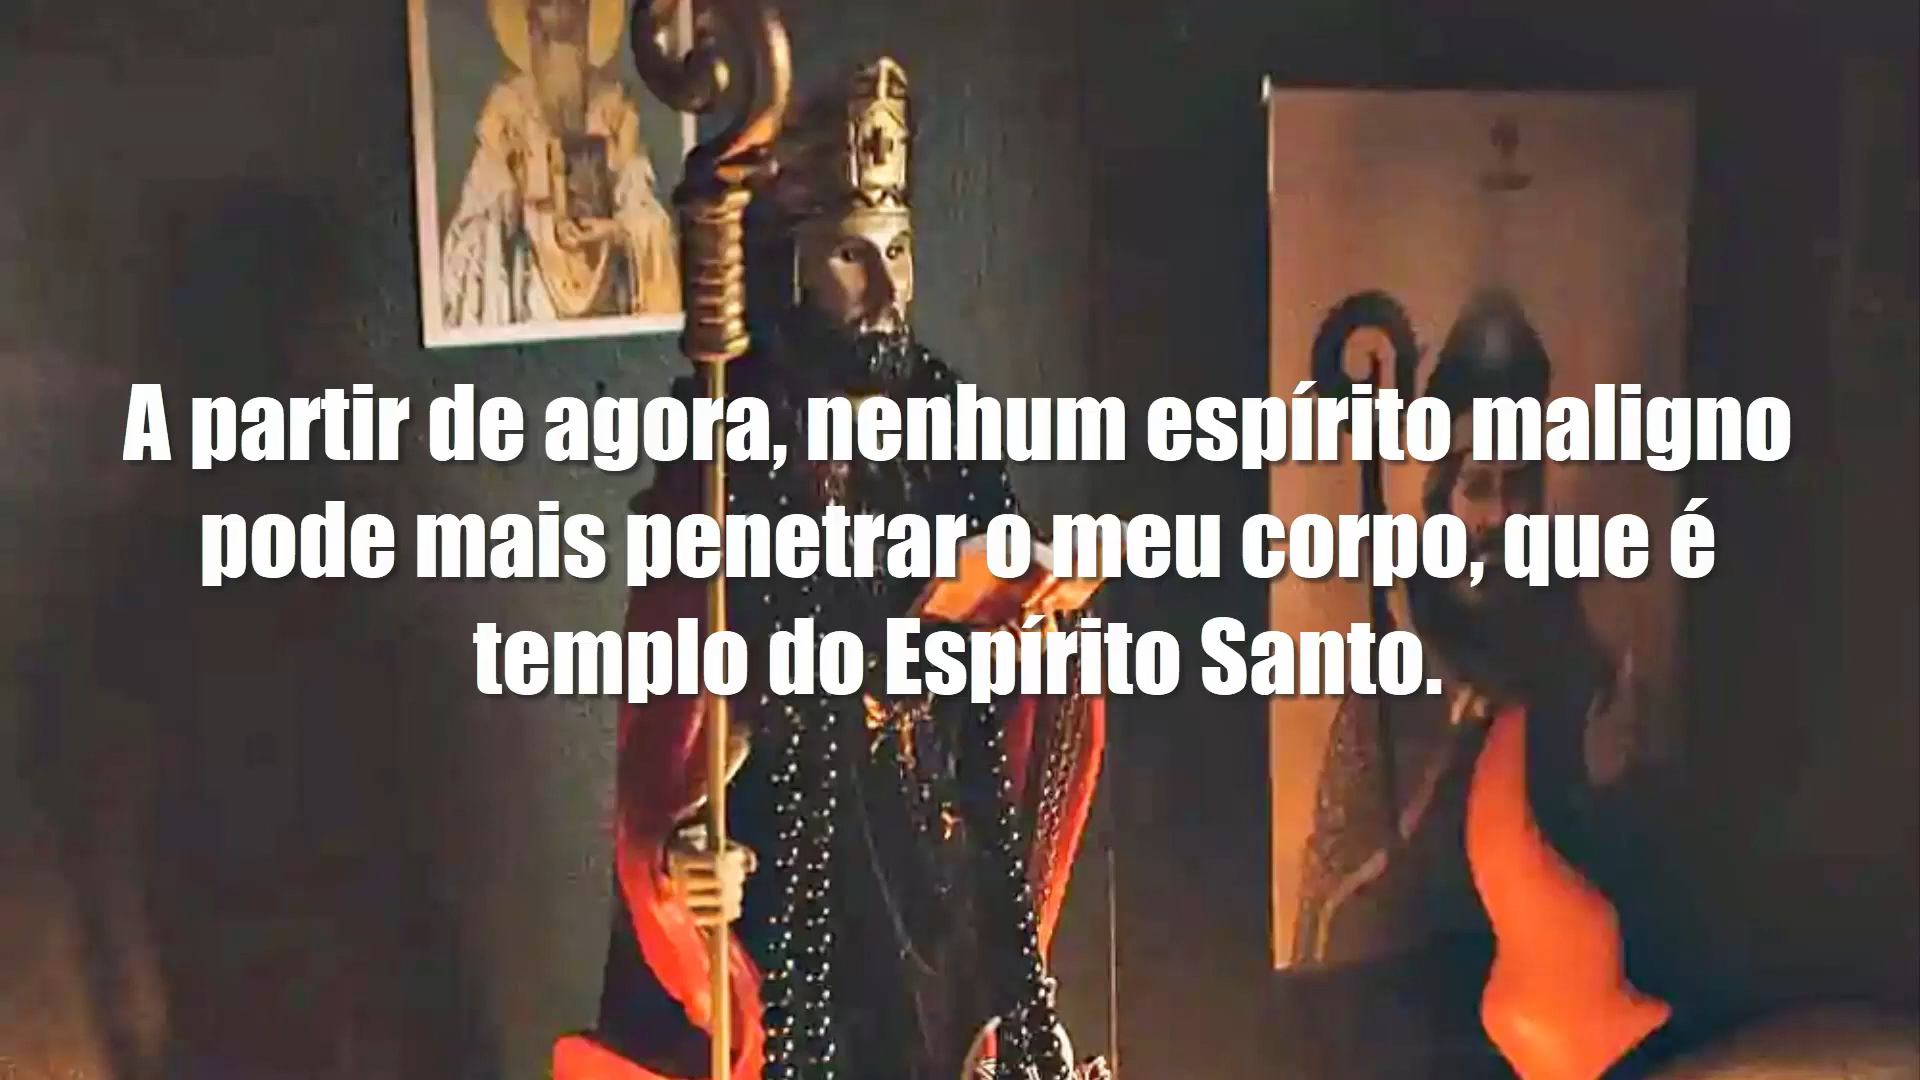 A partir de agora, nenhum espírito maligno
pode mais penetrar o meu corpo, que é
templo do Espírito Santo.